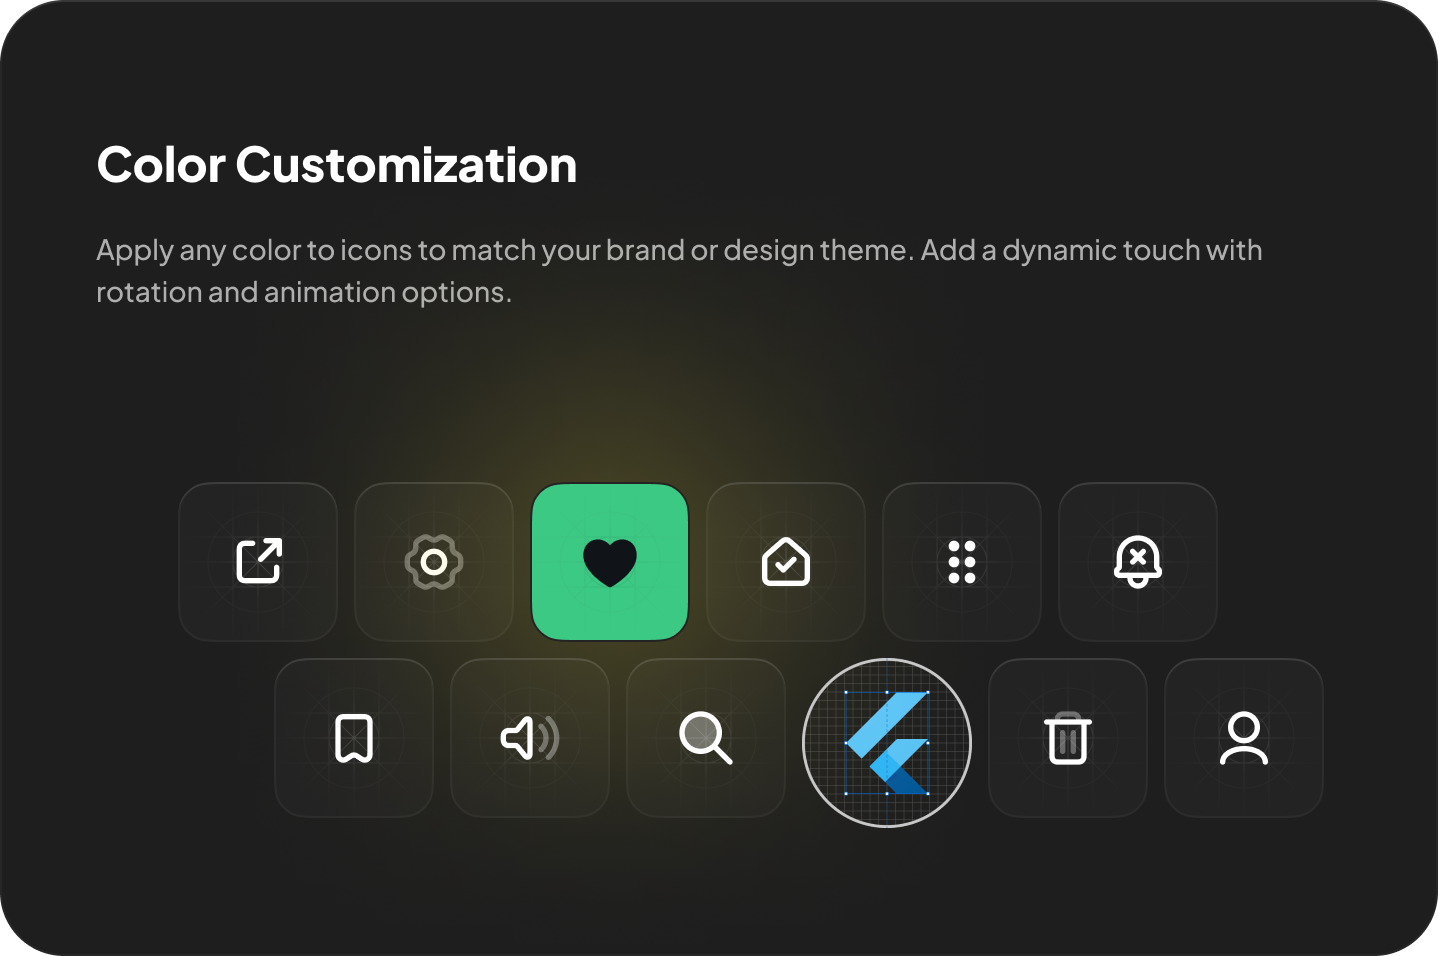 Color Customization
Apply any color to icons to match your brand or design theme. Add a dynamic touch with
rotation and animation options.